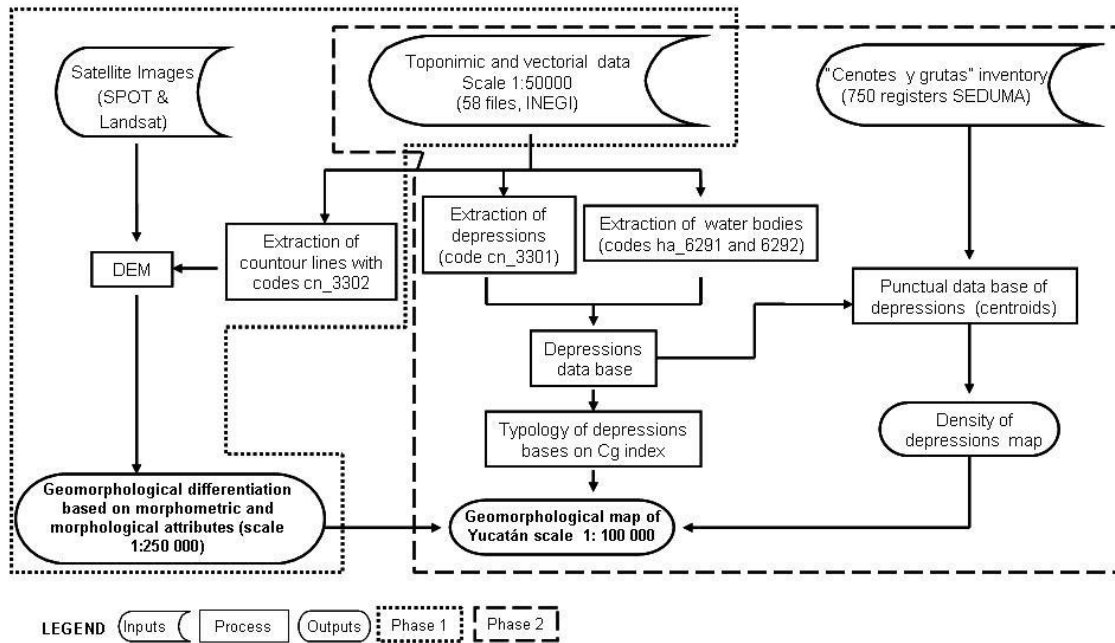 Satellite Images
(SPOT &
Landsat)
Toponimic and vectorial data
Scale 1:50000
(58 files, INEGI)
"Cenotes y grutas" inventory
(750 registers SEDUMA)
Extraction of
countour lines with
codes cn_3302
Extraction of
depressions
(code cn_3301)
Extraction of water bodies
(codes ha_6291 and 6292)
DEM
Punctual data base of
depressions (centroids)
Depressions
data base
Typology of depressions
bases on Cg index
Density of
depressions map
Geomorphological differentiation
based on morphometric and
morphological attributes (scale
1:250 000)
Geomorphological map of
Yucatán scale 1: 100 000
LEGEND Inputs Process Outputs Phase 1 Phase 2